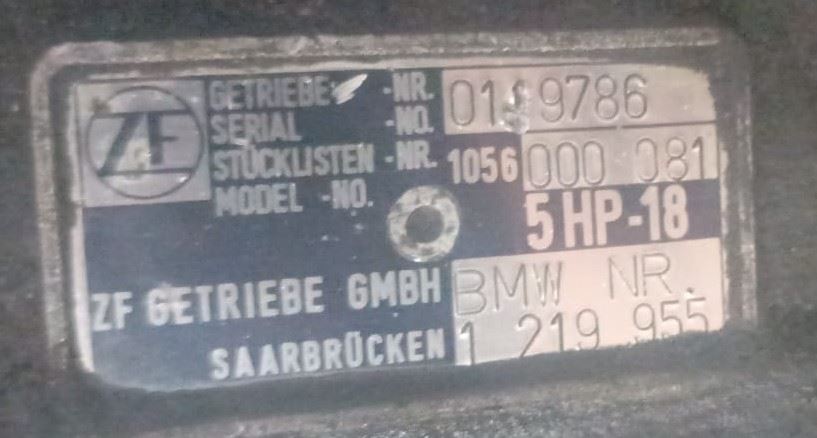 ZF
GETRIEBE -NR. 0119786
SERIAL -NO.
STÜCKLISTEN -NR. 1056 000 081
MODEL -NO.
5 HP-18
ZF GETRIEBE GMBH BMW NR.
SAARBRÜCKEN 1 219 955